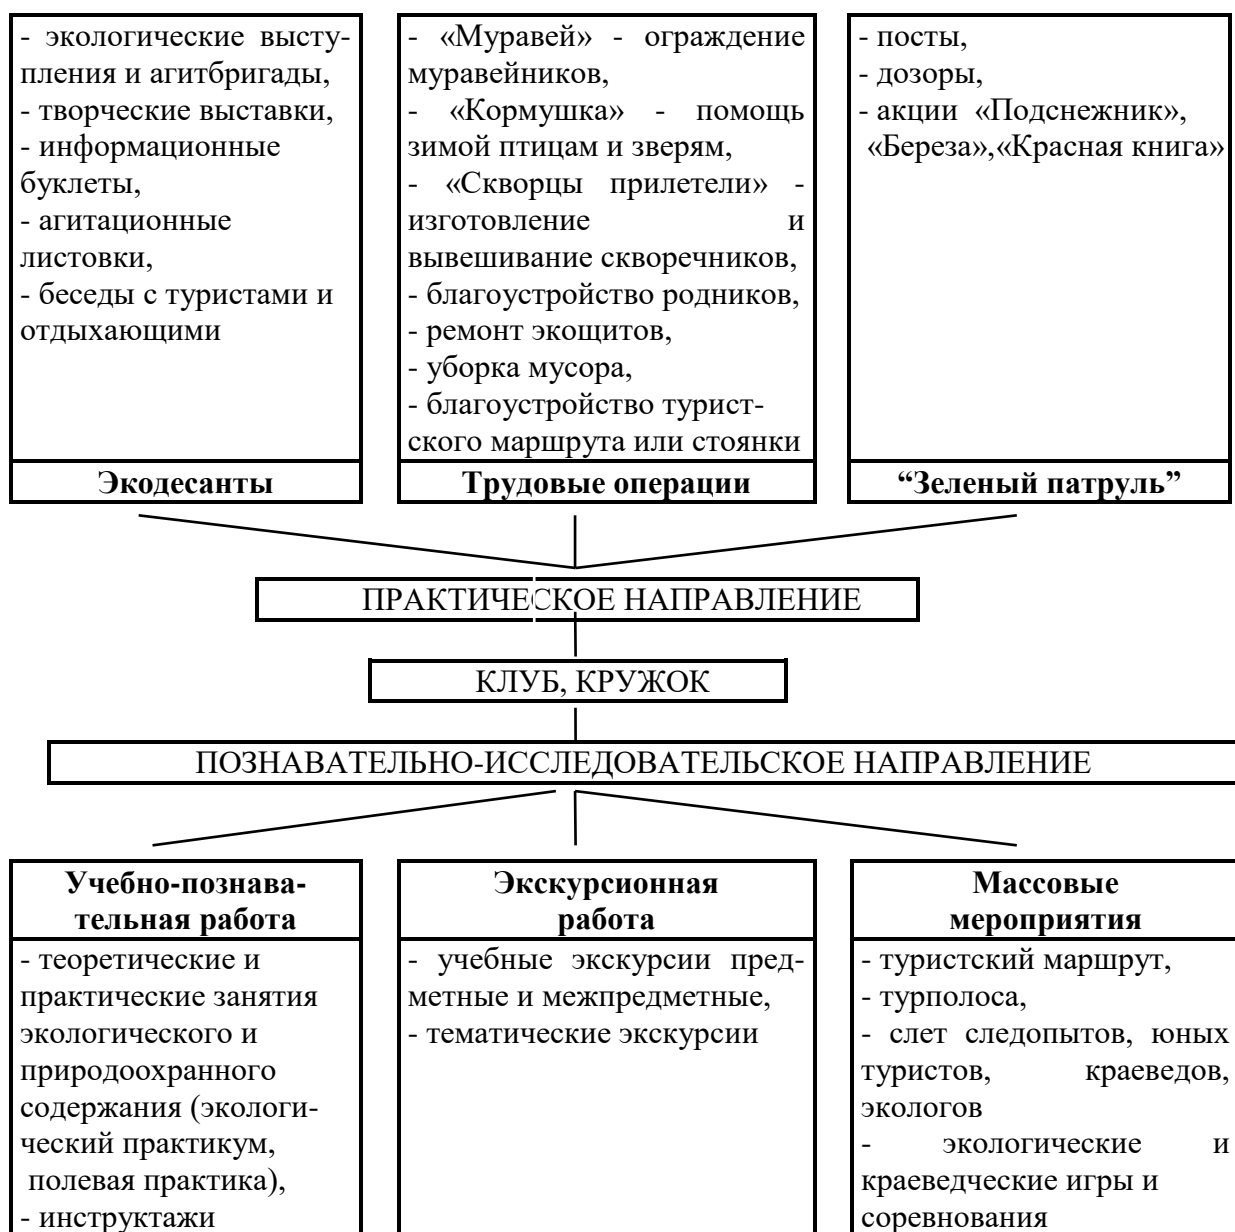 - экологические высту-
пления и агитбригады,
- творческие выставки,
- информационные
буклеты,
- агитационные
листовки,
- беседы с туристами и
отдыхающими
Экодесанты
- «Муравей» - ограждение
муравейников,
- «Кормушка» - помощь
зимой птицам и зверям,
- «Скворцы прилетели» -
изготовление и
вывешивание скворечников,
- благоустройство родников,
- ремонт экощитов,
- уборка мусора,
- благоустройство турист-
ского маршрута или стоянки
Трудовые операции
- посты,
- дозоры,
- акции «Подснежник»,
«Береза»,«Красная книга»
“Зеленый патруль”
ПРАКТИЧЕСКОЕ НАПРАВЛЕНИЕ
КЛУБ, КРУЖОК
ПОЗНАВАТЕЛЬНО-ИССЛЕДОВАТЕЛЬСКОЕ НАПРАВЛЕНИЕ
Учебно-познава-
тельная работа
- теоретические и
практические занятия
экологического и
природоохранного
содержания (экологи-
ческий практикум,
полевая практика),
- инструктажи
Экскурсионная
работа
- учебные экскурсии пред-
метные и межпредметные,
- тематические экскурсии
Массовые
мероприятия
- туристский маршрут,
- турполоса,
- слет следопытов, юных
туристов, краеведов,
экологов
- экологические и
краеведческие игры и
соревнования